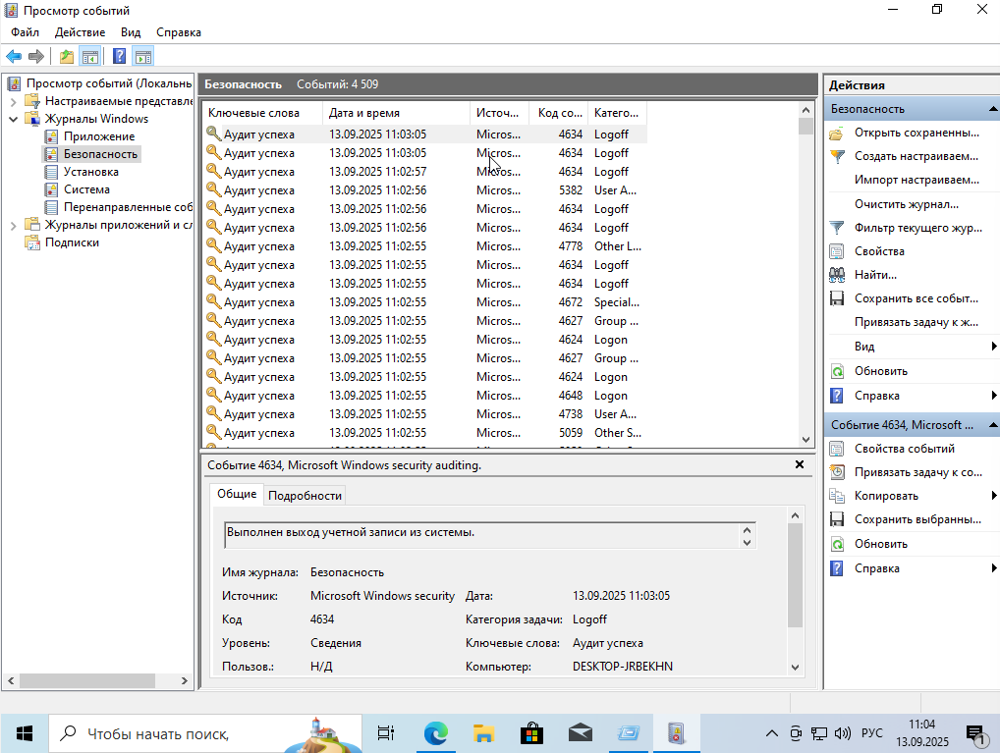 Просмотр событий
Файл Действие Вид Справка
Просмотр событий (Локальнь
Настраиваемые представле
Журналы Windows
Приложение
Безопасность
Установка
Система
Перенаправленные соб
Журналы приложений и сл
Подписки
Безопасность Событий: 4 509
Ключевые слова Дата и время Источ... Код со... Катего...
Аудит успеха 13.09.2025 11:03:05 Micros... 4634 Logoff
Аудит успеха 13.09.2025 11:03:05 Micros... 4634 Logoff
Аудит успеха 13.09.2025 11:02:57 Micros... 4634 Logoff
Аудит успеха 13.09.2025 11:02:56 Micros... 5382 User A...
Аудит успеха 13.09.2025 11:02:56 Micros... 4634 Logoff
Аудит успеха 13.09.2025 11:02:56 Micros... 4634 Logoff
Аудит успеха 13.09.2025 11:02:55 Micros... 4778 Other L...
Аудит успеха 13.09.2025 11:02:55 Micros... 4634 Logoff
Аудит успеха 13.09.2025 11:02:55 Micros... 4634 Logoff
Аудит успеха 13.09.2025 11:02:55 Micros... 4672 Special...
Аудит успеха 13.09.2025 11:02:55 Micros... 4627 Group ...
Аудит успеха 13.09.2025 11:02:55 Micros... 4624 Logon
Аудит успеха 13.09.2025 11:02:55 Micros... 4627 Group ...
Аудит успеха 13.09.2025 11:02:55 Micros... 4624 Logon
Аудит успеха 13.09.2025 11:02:55 Micros... 4648 Logon
Аудит успеха 13.09.2025 11:02:55 Micros... 4738 User A...
Аудит успеха 13.09.2025 11:02:55 Micros... 5059 Other S...
Событие 4634, Microsoft Windows security auditing.
Общие Подробности
Выполнен выход учетной записи из системы.
Имя журнала: Безопасность
Источник: Microsoft Windows security Дата: 13.09.2025 11:03:05
Код 4634 Категория задачи: Logoff
Уровень: Сведения Ключевые слова: Аудит успеха
Пользов.: Н/Д Компьютер: DESKTOP-JRBEKHN
Действия
Безопасность
Открыть сохраненны...
Создать настраиваем...
Импорт настраиваем...
Очистить журнал...
Фильтр текущего жур...
Свойства
Найти...
Сохранить все событ...
Привязать задачу к ж...
Вид
Обновить
Справка
Событие 4634, Microsoft ...
Свойства событий
Привязать задачу к со...
Копировать
Сохранить выбранны...
Обновить
Справка
Чтобы начать поиск,
РУС
11:04
13.09.2025
1